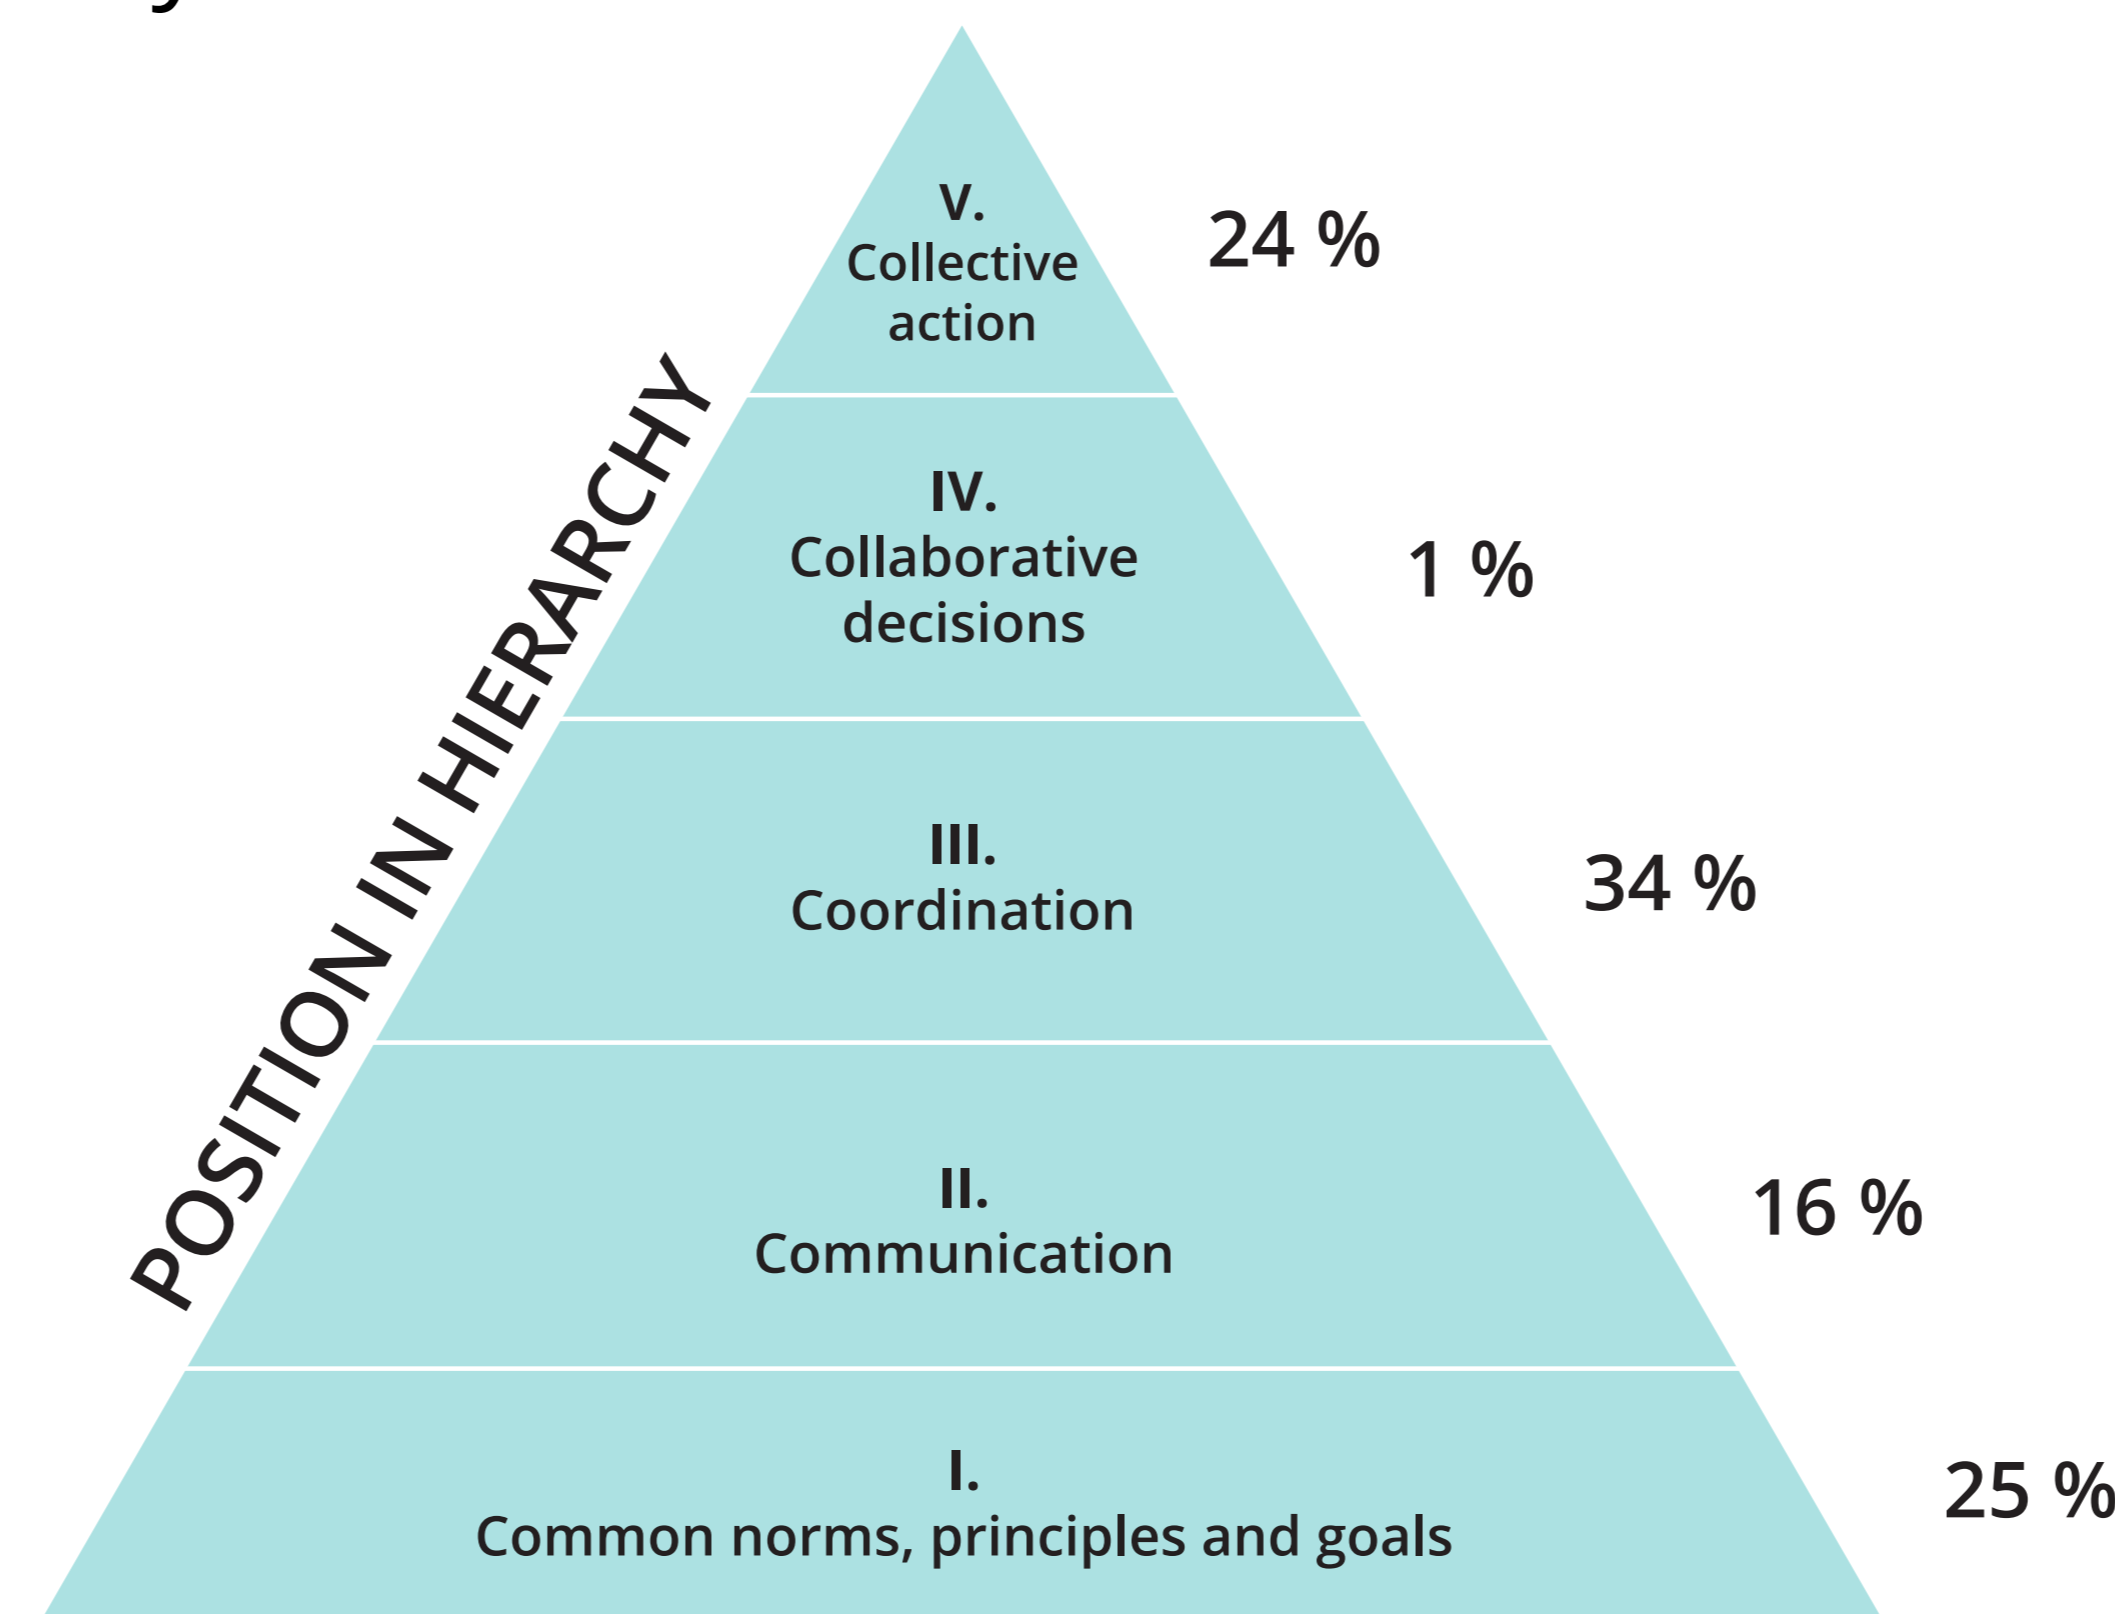 V.
Collective
action
24 %
IV.
Collaborative
decisions
1 %
POSITION IN HIERARCHY
III.
Coordination
34 %
II.
Communication
16 %
I.
Common norms, principles and goals
25 %